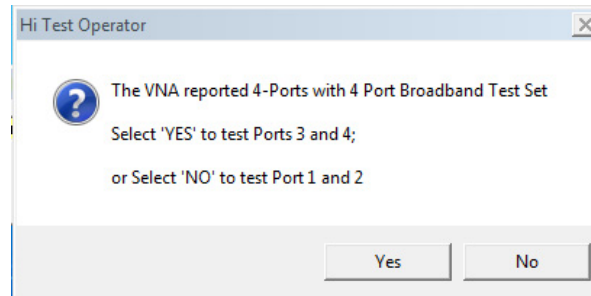 Hi Test Operator
The VNA reported 4-Ports with 4 Port Broadband Test Set
Select 'YES' to test Ports 3 and 4;
or Select 'NO' to test Port 1 and 2
Yes
No